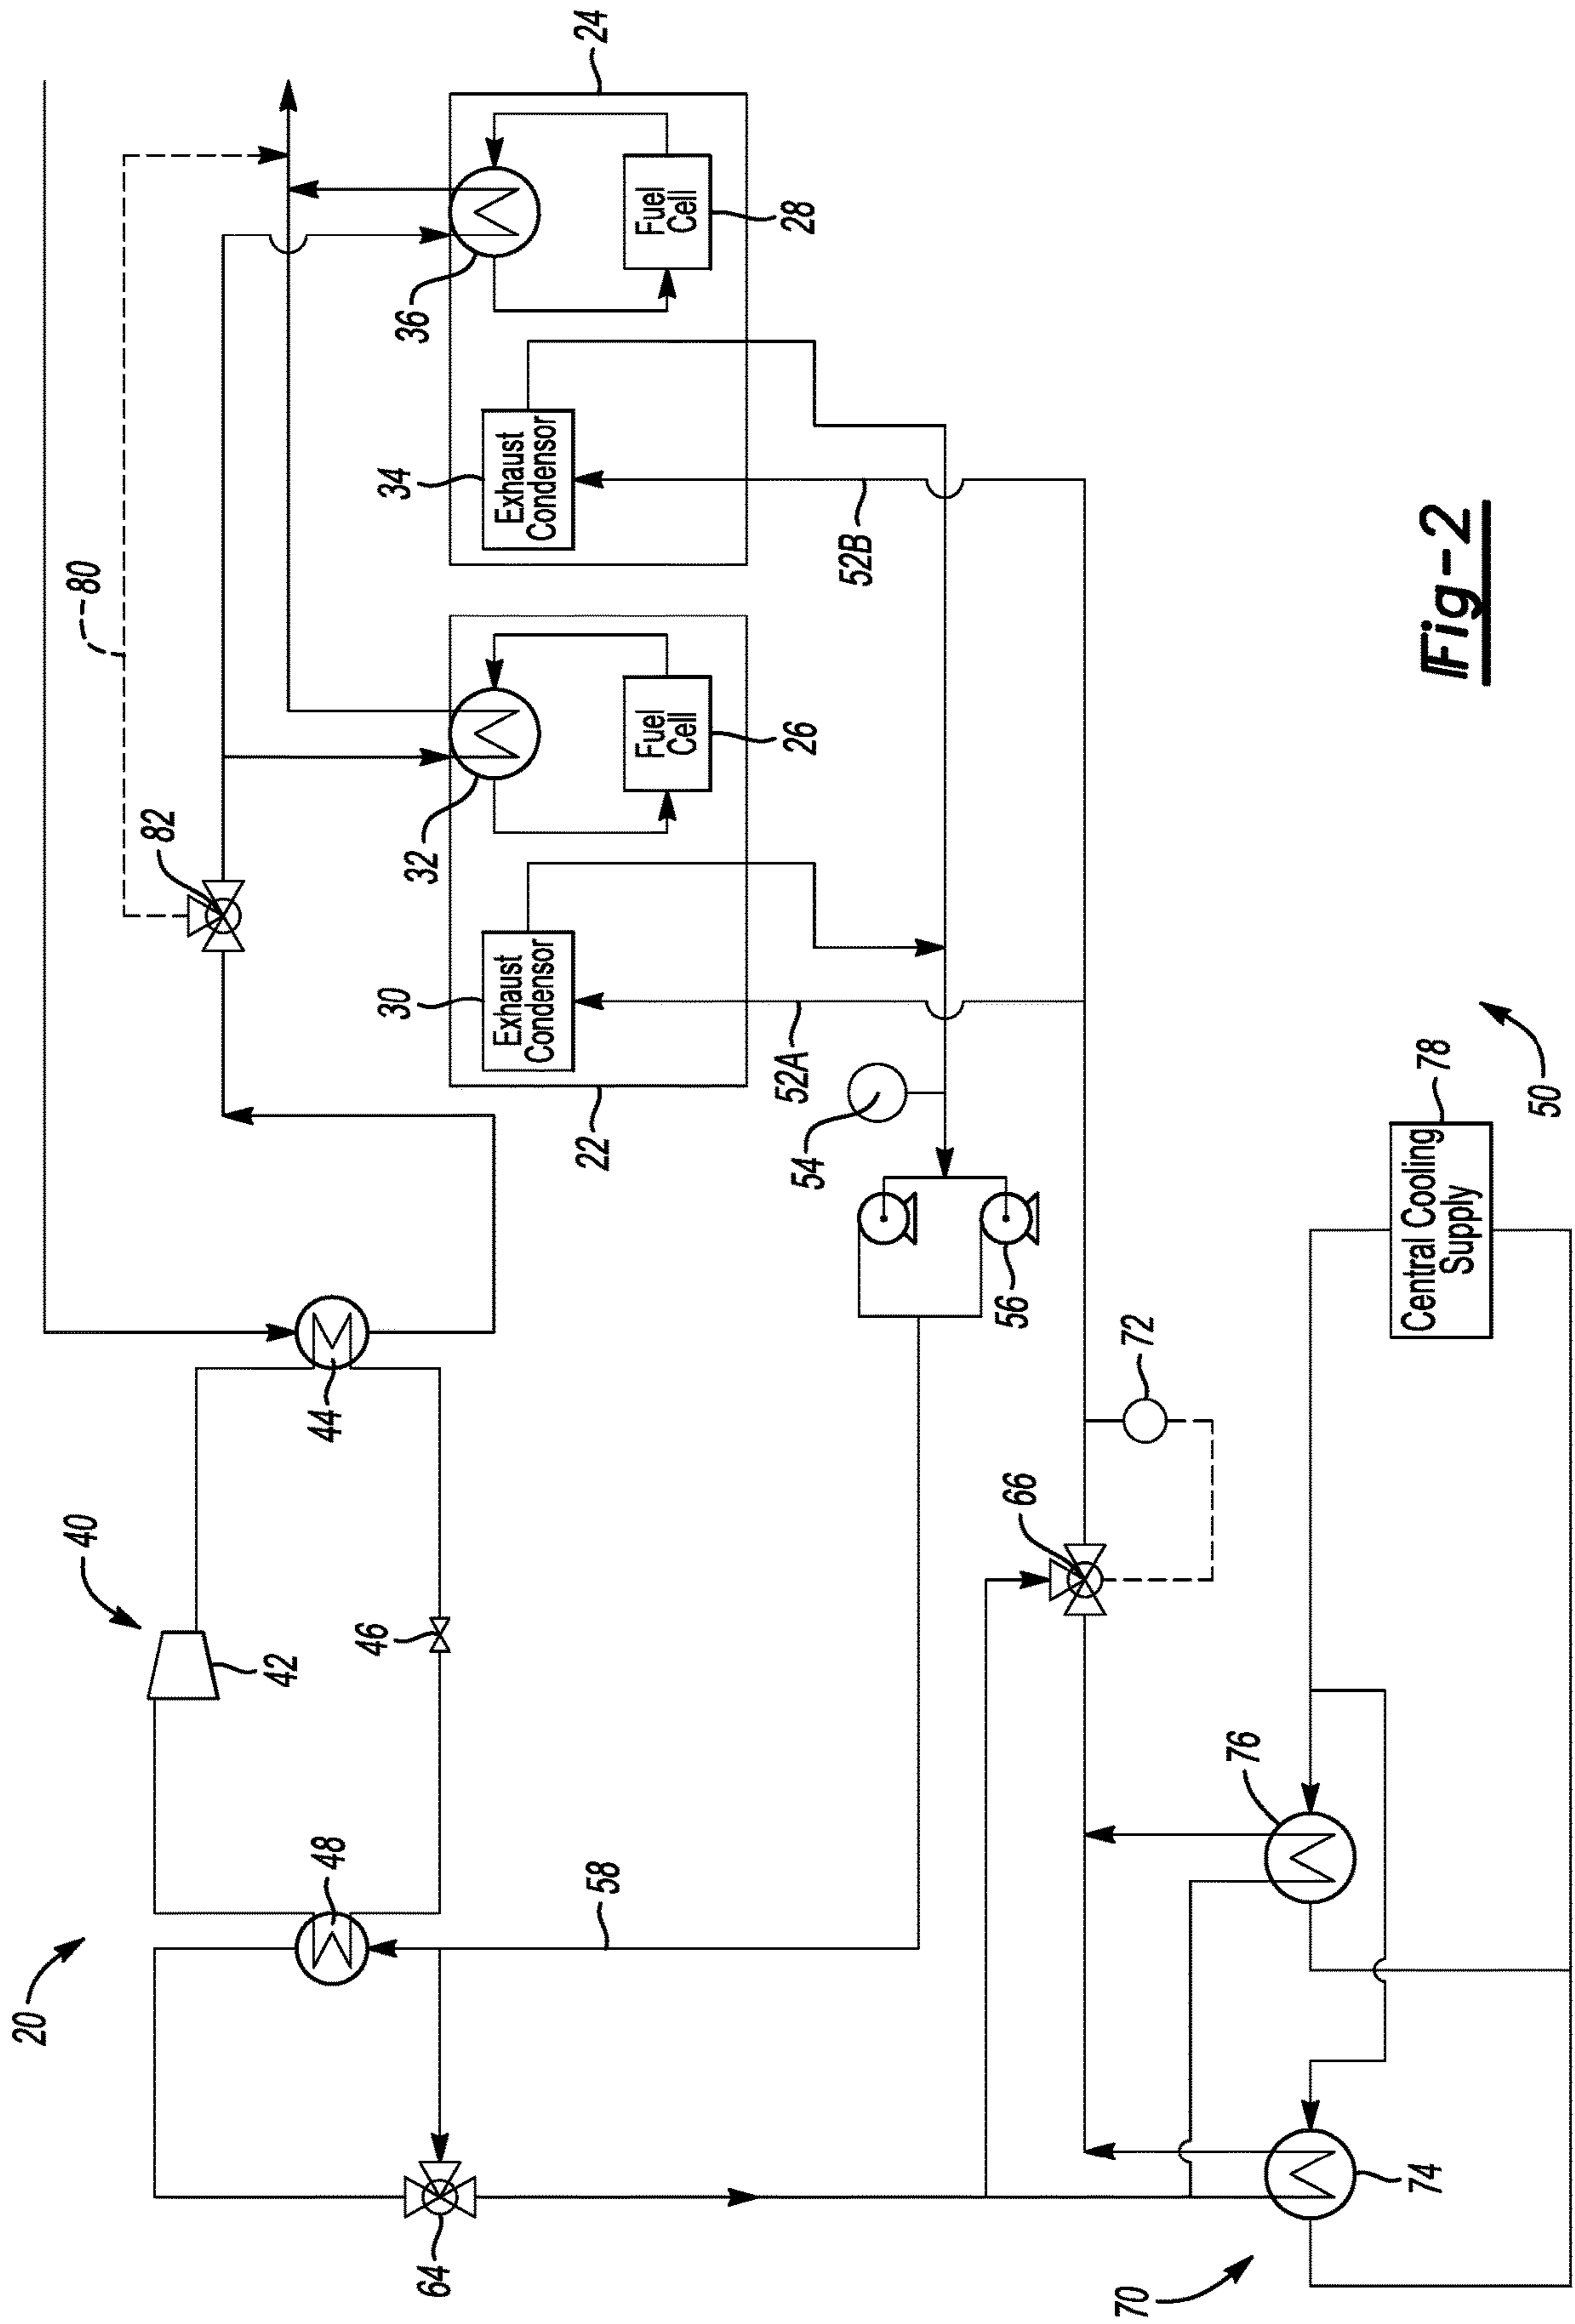 20
40
42
44
46
48
58
64
80
82
24
36
Fuel
Cell
28
34
Exhaust
Condensor
52B
32
Fuel
Cell
26
30
Exhaust
Condensor
52A
22
54
56
66
72
76
74
70
Central Cooling
Supply
78
50
Fig-2